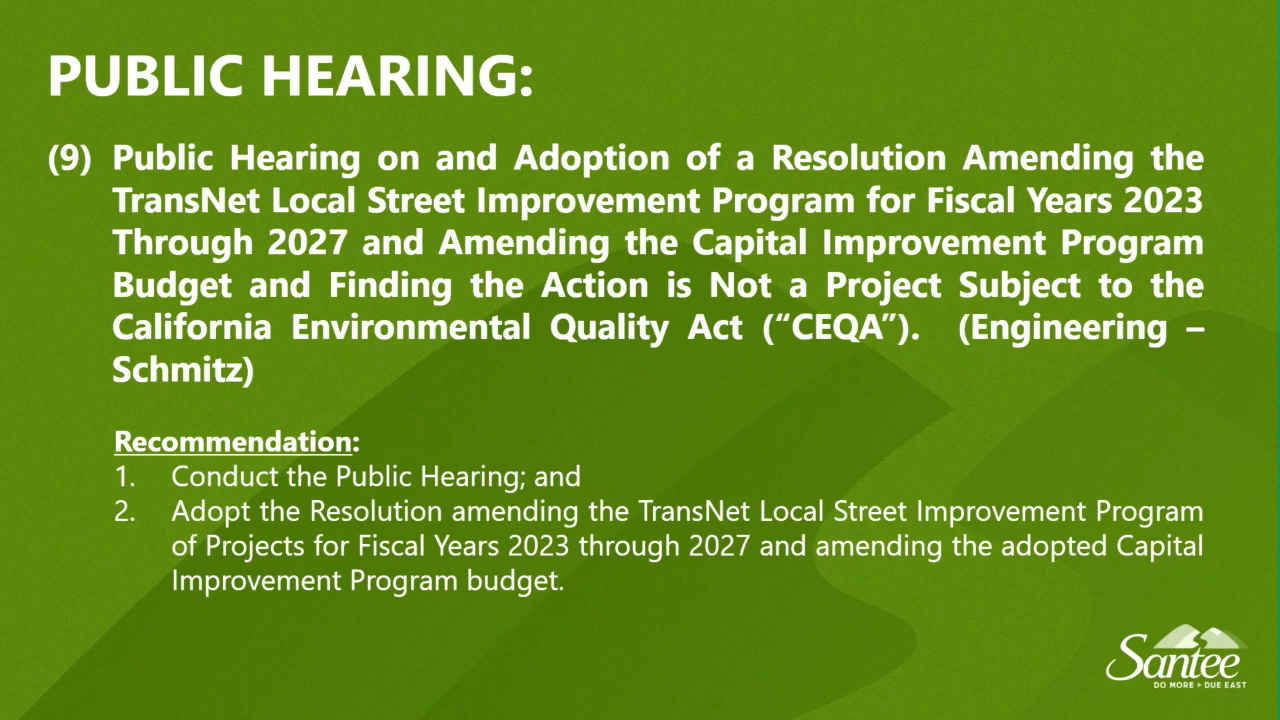 PUBLIC HEARING:
(9) Public Hearing on and Adoption of a Resolution Amending the
TransNet Local Street Improvement Program for Fiscal Years 2023
Through 2027 and Amending the Capital Improvement Program
Budget and Finding the Action is Not a Project Subject to the
California Environmental Quality Act (“CEQA”). (Engineering –
Schmitz)
Recommendation:
1. Conduct the Public Hearing; and
2. Adopt the Resolution amending the TransNet Local Street Improvement Program
of Projects for Fiscal Years 2023 through 2027 and amending the adopted Capital
Improvement Program budget.
Santee
DO MORE ▸ DUE EAST